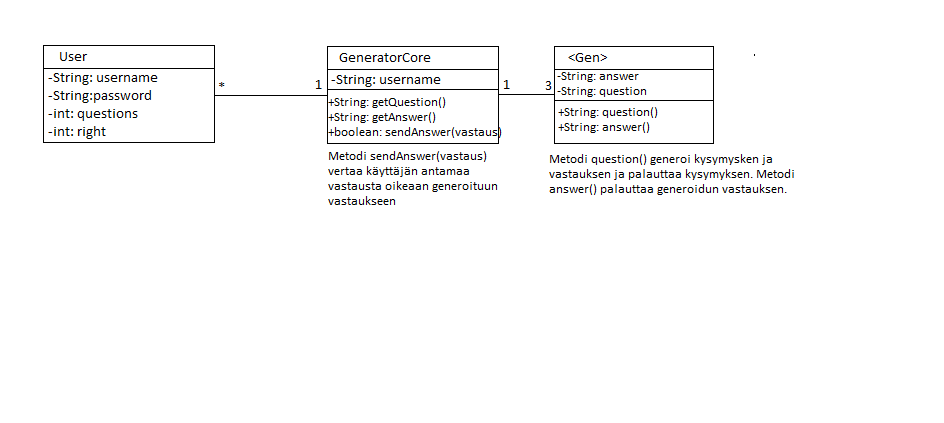 User
-String: username
-String:password
-int: questions
-int: right
*
1
GeneratorCore
-String: username
+String: getQuestion()
+String: getAnswer()
+boolean: sendAnswer(vastaus)
Metodi sendAnswer(vastaus)
vertaa käyttäjän antamaa
vastausta oikeaan generoituun
vastaukseen
1
3
<Gen>
-String: answer
-String: question
+String: question()
+String: answer()
Metodi question() generoi kysymysken ja
vastauksen ja palauttaa kysymyksen. Metodi
answer() palauttaa generoidun vastauksen.